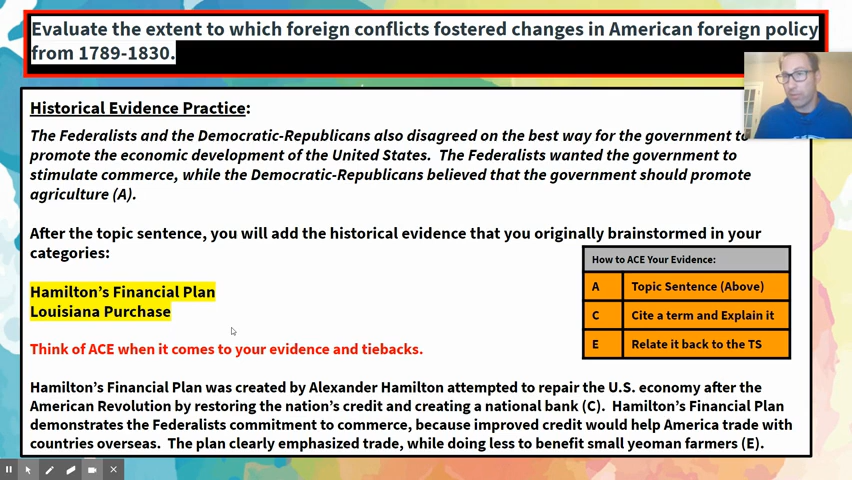 Evaluate the extent to which foreign conflicts fostered changes in American foreign policy
from 1789-1830.
Historical Evidence Practice:
The Federalists and the Democratic-Republicans also disagreed on the best way for the government to
promote the economic development of the United States. The Federalists wanted the government to
stimulate commerce, while the Democratic-Republicans believed that the government should promote
agriculture (A).
After the topic sentence, you will add the historical evidence that you originally brainstormed in your
categories:
Hamilton's Financial Plan
Louisiana Purchase
Think of ACE when it comes to your evidence and tiebacks.
How to ACE Your Evidence:
A Topic Sentence (Above)
C Cite a term and Explain it
E Relate it back to the TS
Hamilton's Financial Plan was created by Alexander Hamilton attempted to repair the U.S. economy after the
American Revolution by restoring the nation's credit and creating a national bank (C). Hamilton's Financial Plan
demonstrates the Federalists commitment to commerce, because improved credit would help America trade with
countries overseas. The plan clearly emphasized trade, while doing less to benefit small yeoman farmers (E).